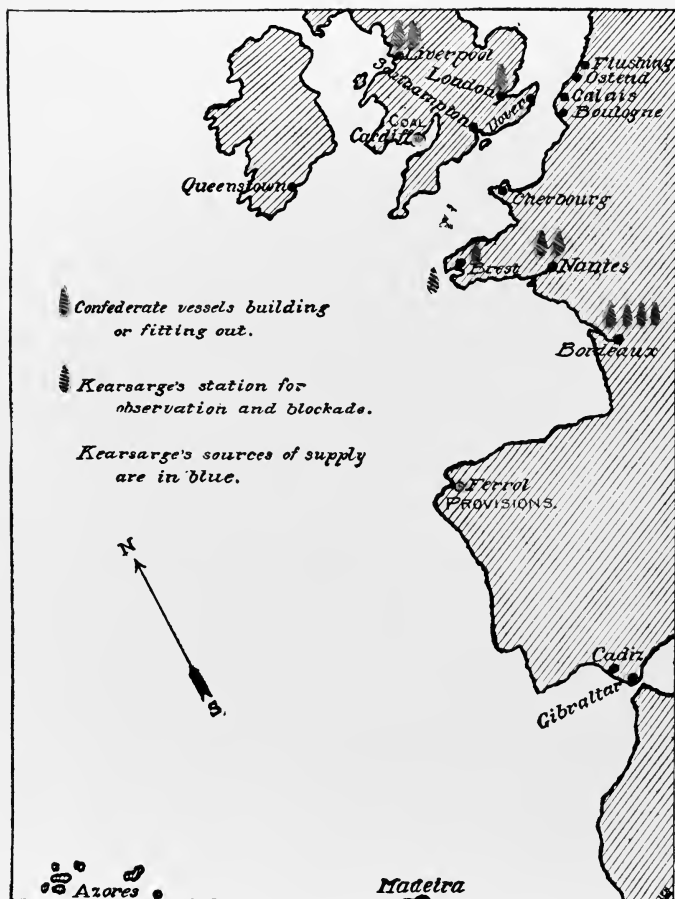 Liverpool
London
Southampton
Dover
COAL
Cardiff
Queenstown
Flushing
Ostend
Calais
Boulogne
Cherbourg
Brest
Nantes
Bordeaux
Confederate vessels building
or fitting out.
Kearsarge's station for
observation and blockade.
Kearsarge's sources of supply
are in blue.
Ferrol
PROVISIONS.
N
S.
Cadiz
Gibraltar
Azores
Madeira